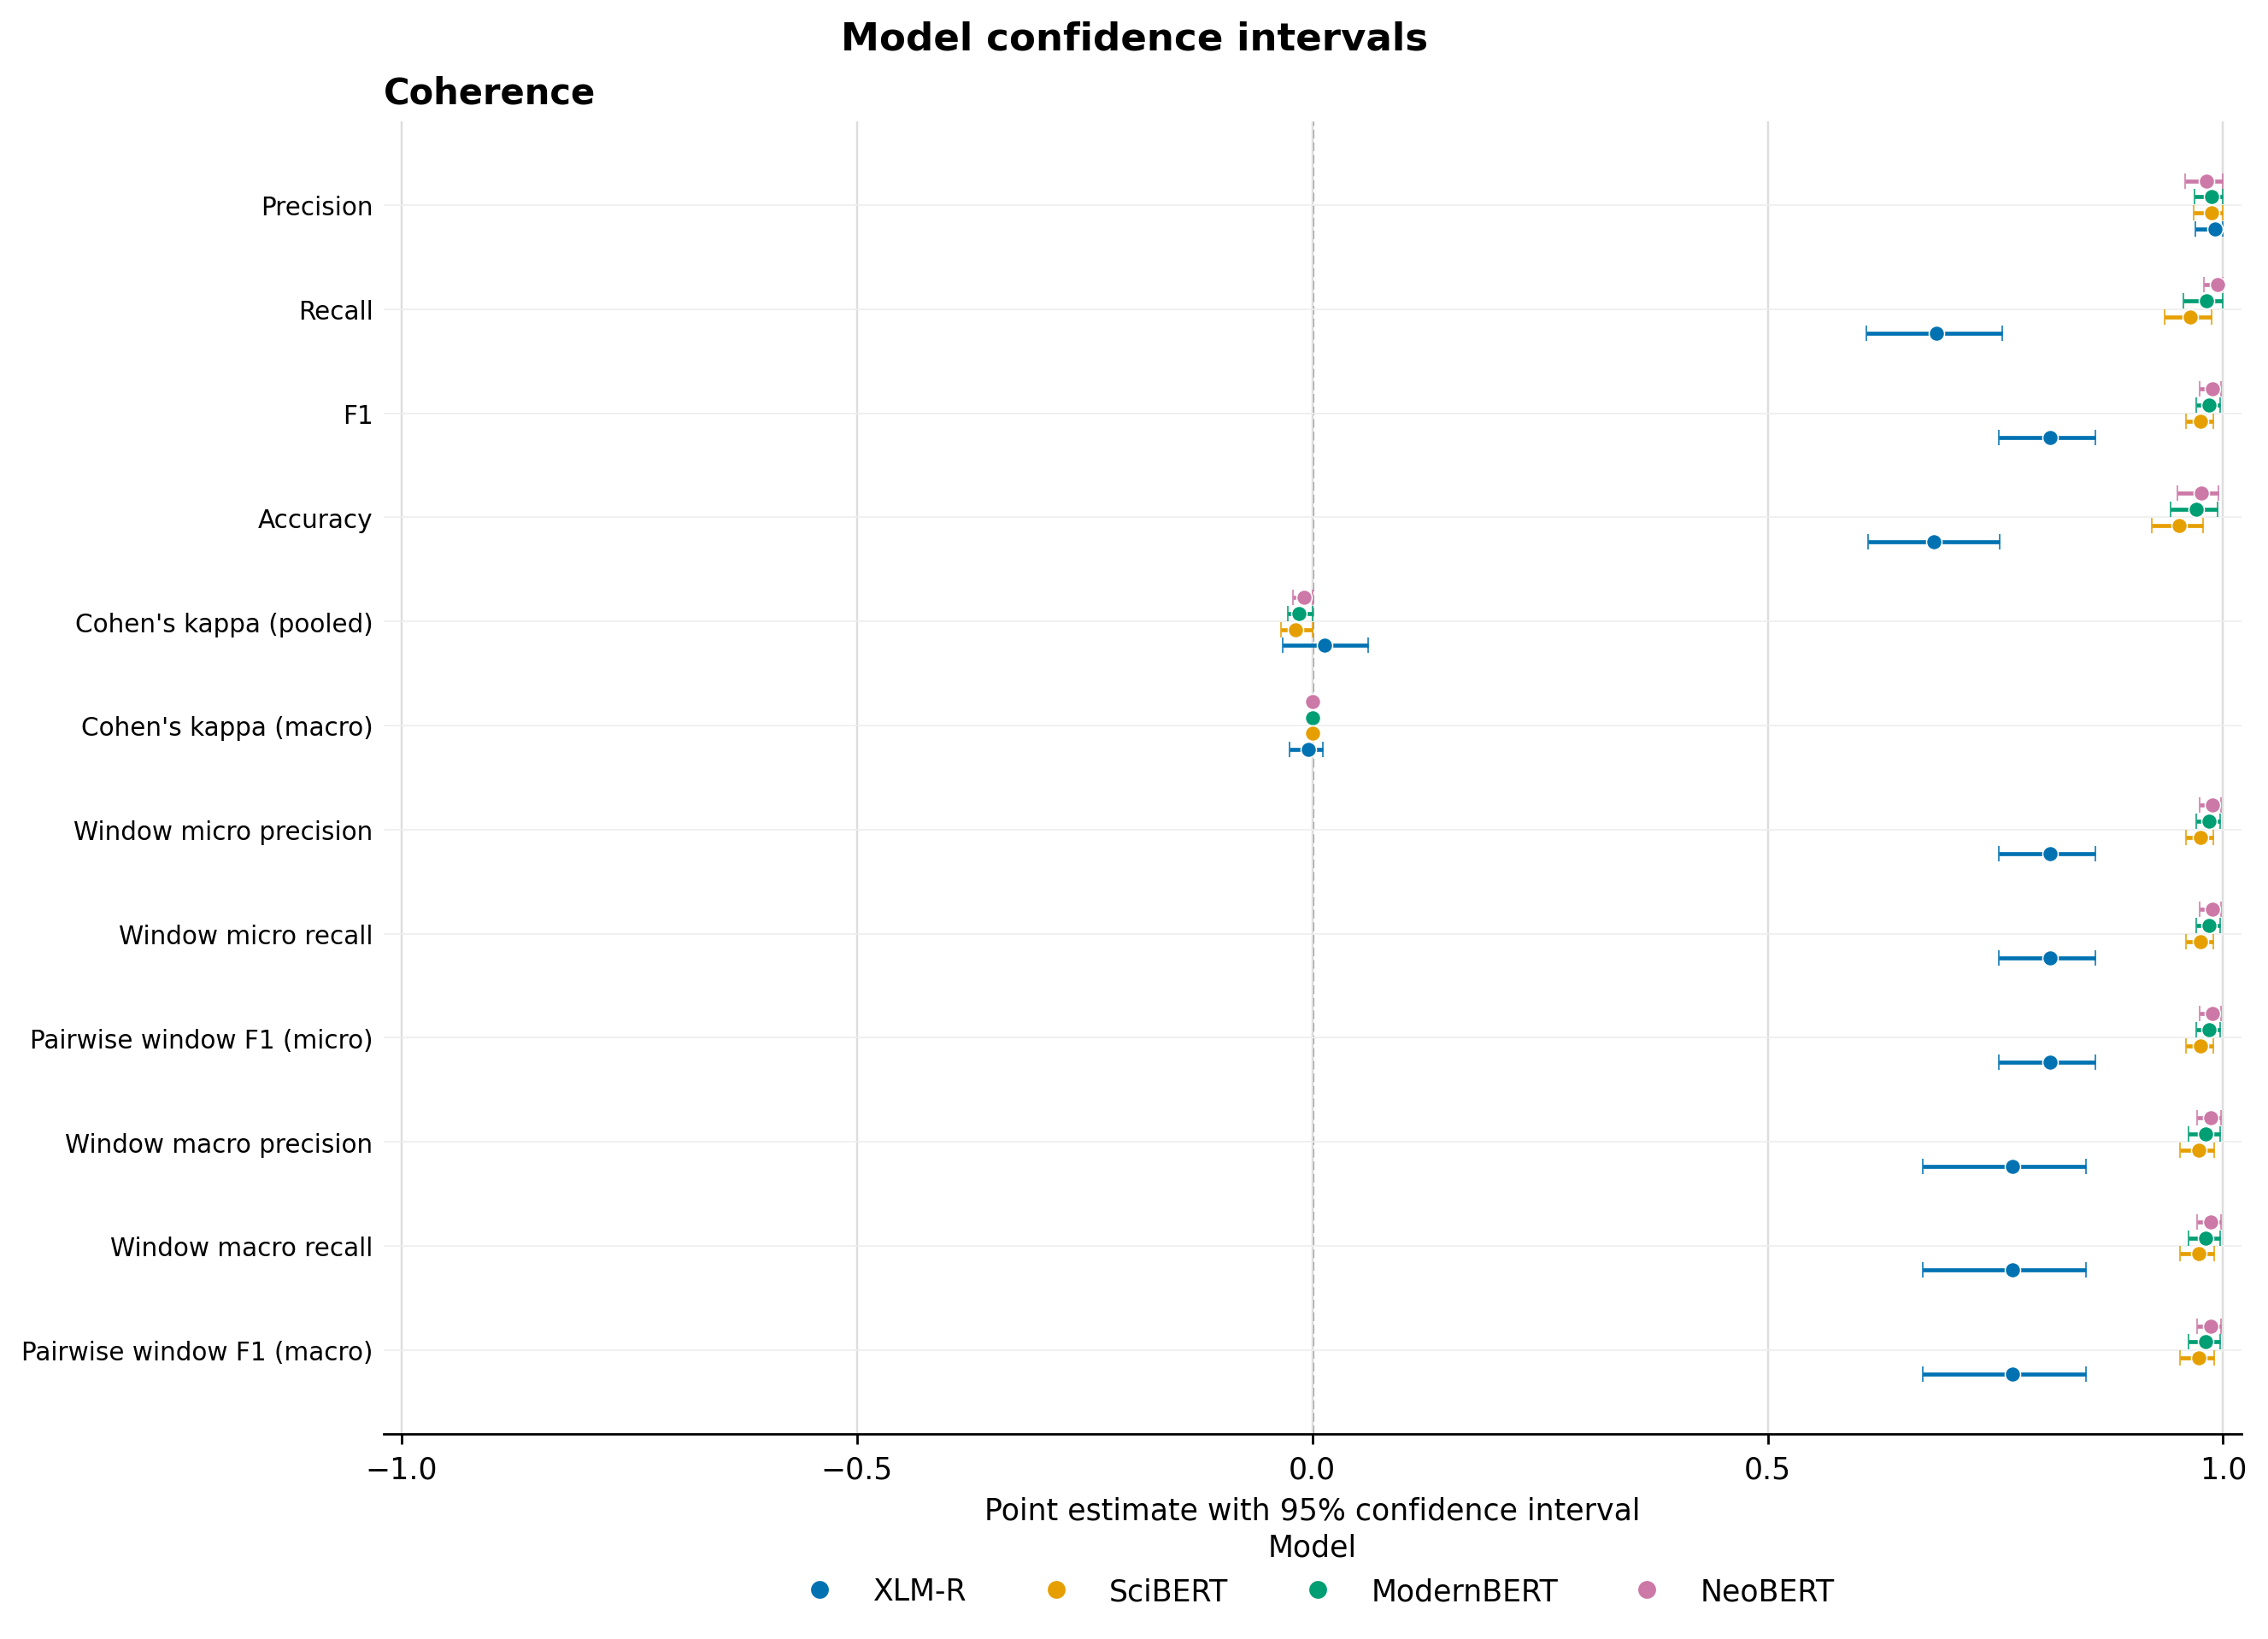 Model confidence intervals
Coherence
Precision
Recall
F1
Accuracy
Cohen's kappa (pooled)
Cohen's kappa (macro)
Window micro precision
Window micro recall
Pairwise window F1 (micro)
Window macro precision
Window macro recall
Pairwise window F1 (macro)
−1.0 −0.5 0.0 0.5 1.0
Point estimate with 95% confidence interval
Model
XLM-R SciBERT ModernBERT NeoBERT